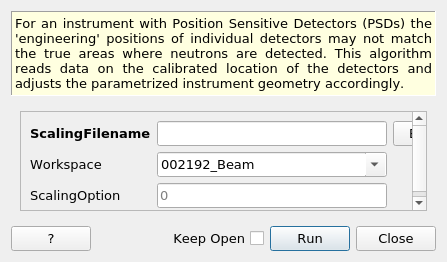 For an instrument with Position Sensitive Detectors (PSDs) the
'engineering' positions of individual detectors may not match
the true areas where neutrons are detected. This algorithm
reads data on the calibrated location of the detectors and
adjusts the parametrized instrument geometry accordingly.
ScalingFilename
Workspace 002192_Beam
ScalingOption 0
? Keep Open Run Close